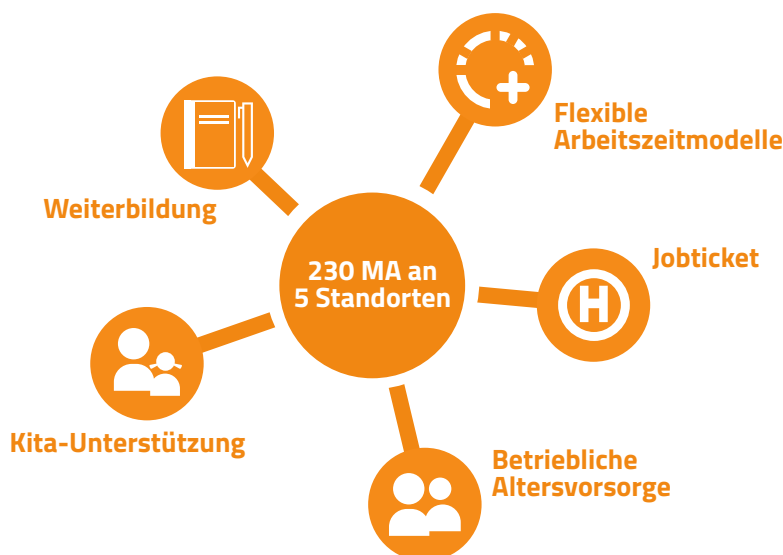 Flexible
Arbeitszeitmodelle
Weiterbildung
230 MA an
5 Standorten
Jobticket
H
Kita-Unterstützung
Betriebliche
Altersvorsorge